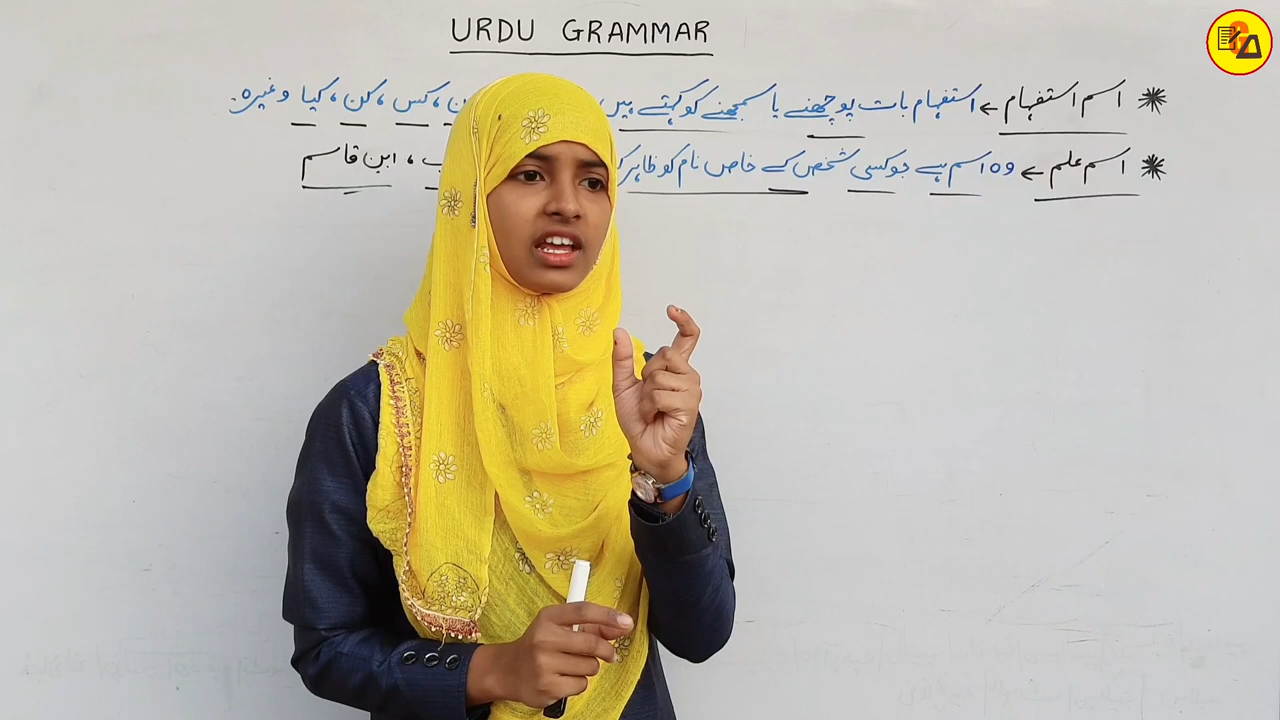 URDU GRAMMAR
اسم استفہام ← استفہام بات پوچھنے یا سمجھنے کو کہتے ہیں، ن، کس، کن، کیا وغیرہ۔
اسم علم ← وہ اسم ہے جو کسی شخص کے خاص نام کو ظاہر ب، ابن قاسم